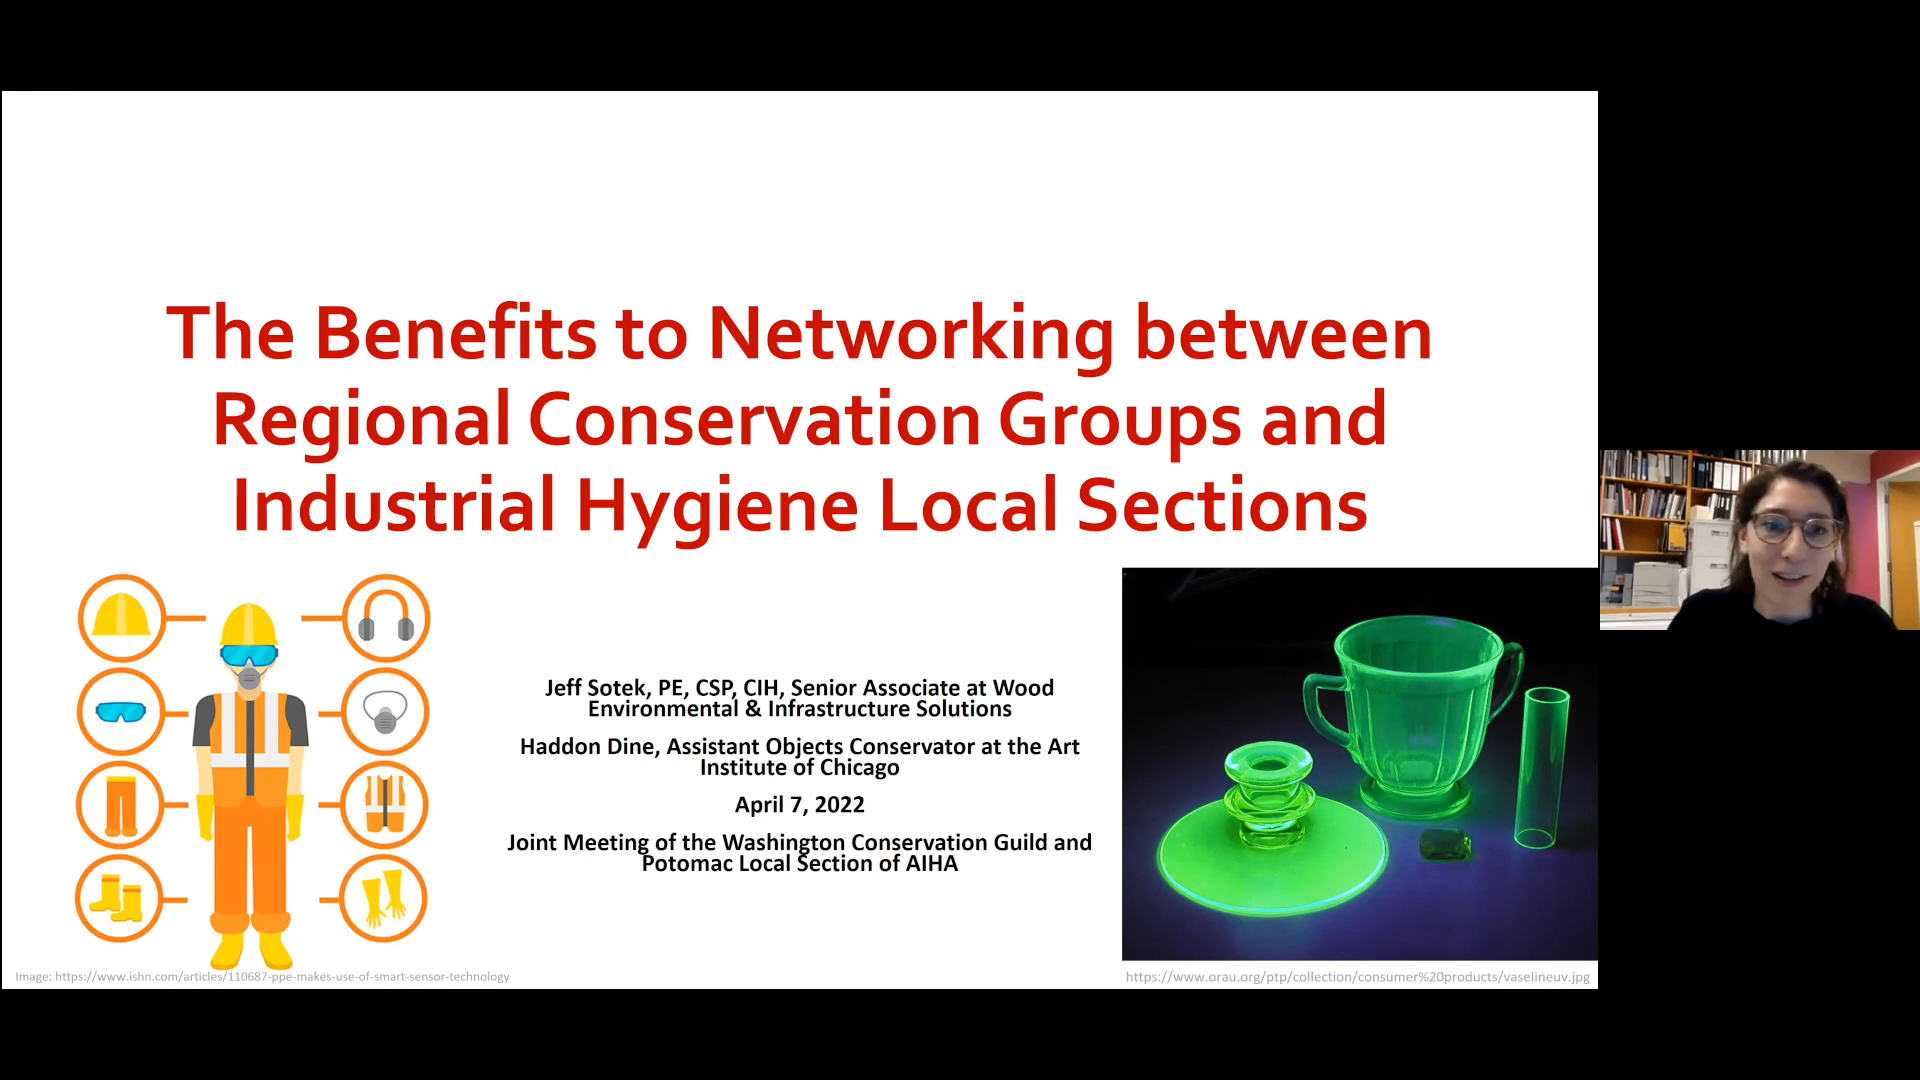 The Benefits to Networking between
Regional Conservation Groups and
Industrial Hygiene Local Sections
Jeff Sotek, PE, CSP, CIH, Senior Associate at Wood
Environmental & Infrastructure Solutions
Haddon Dine, Assistant Objects Conservator at the Art
Institute of Chicago
April 7, 2022
Joint Meeting of the Washington Conservation Guild and
Potomac Local Section of AIHA
Image: https://www.ishn.com/articles/110687-ppe-makes-use-of-smart-sensor-technology
https://www.orau.org/ptp/collection/consumer%20products/vaselineuv.jpg